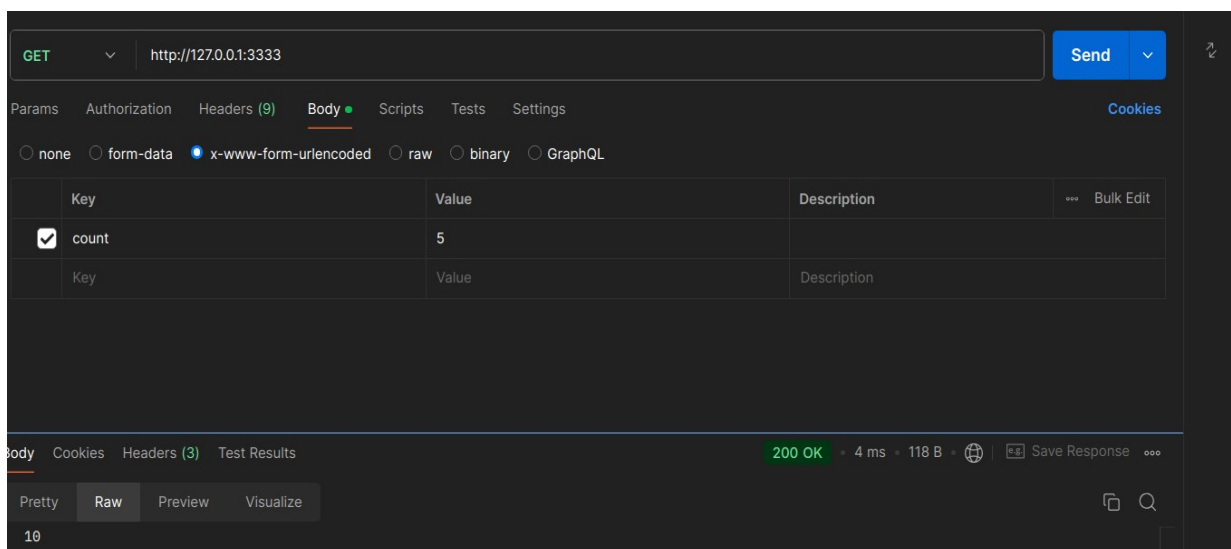 GET http://127.0.0.1:3333 Send
Params Authorization Headers (9) Body Scripts Tests Settings Cookies
none form-data x-www-form-urlencoded raw binary GraphQL
Key Value Description Bulk Edit
count 5
Key Value Description
Body Cookies Headers (3) Test Results 200 OK 4 ms 118 B e.g. Save Response
Pretty Raw Preview Visualize
10